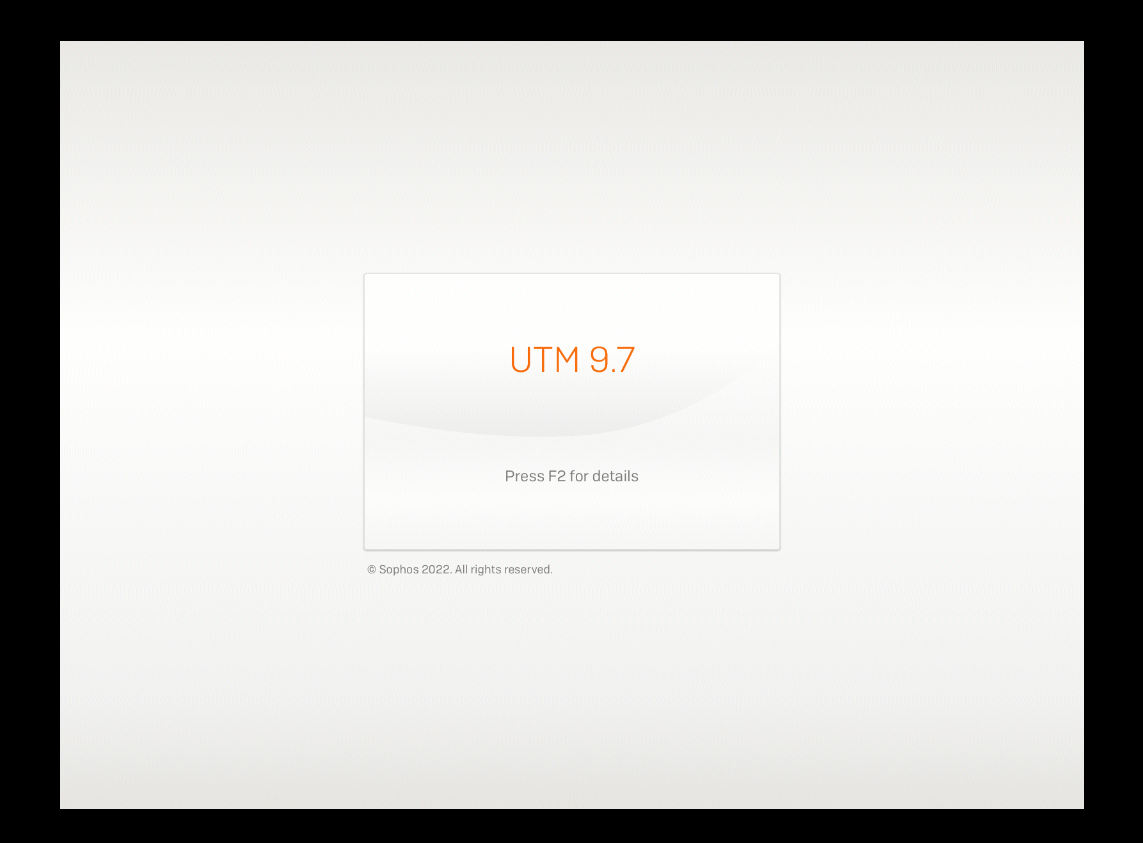 UTM 9.7
Press F2 for details
© Sophos 2022. All rights reserved.